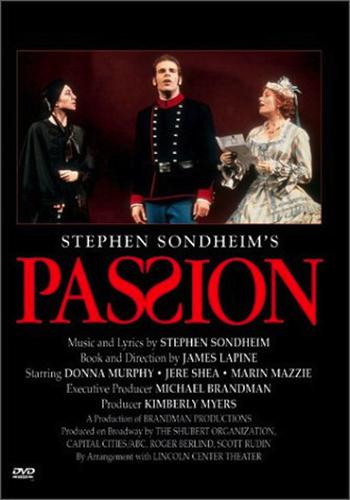 STEPHEN SONDHEIM'S
PASSION
Music and Lyrics by STEPHEN SONDHEIM
Book and Direction by JAMES LAPINE
Starring DONNA MURPHY • JERE SHEA • MARIN MAZZIE
Executive Producer MICHAEL BRANDMAN
Producer KIMBERLY MYERS
A Production of BRANDMAN PRODUCTIONS
Produced on Broadway by THE SHUBERT ORGANIZATION,
CAPITAL CITIES/ABC, ROGER BERLIND, SCOTT RUDIN
By Arrangement with LINCOLN CENTER THEATER
DVD